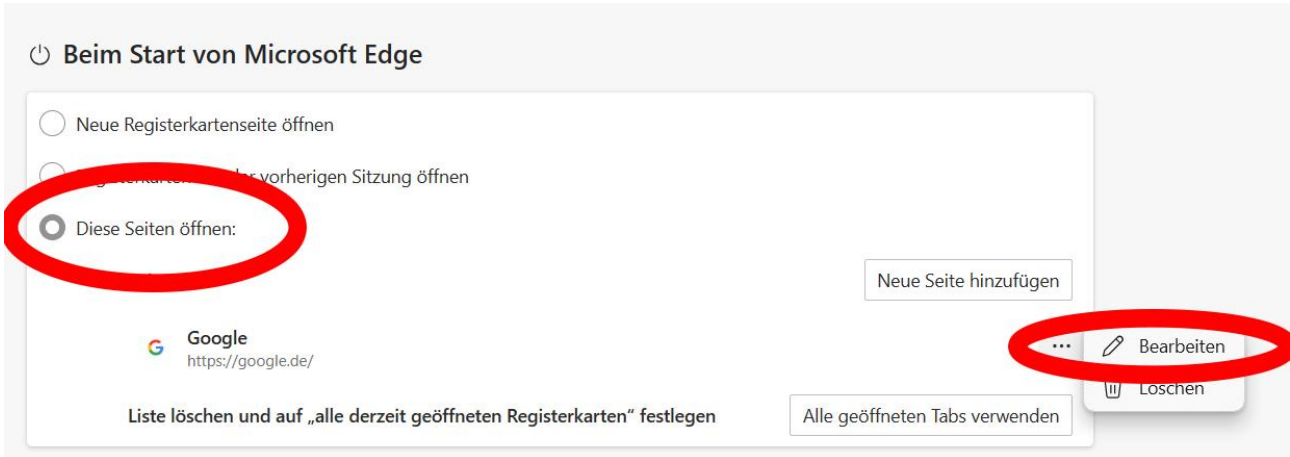 Beim Start von Microsoft Edge
Neue Registerkartenseite öffnen
vorherigen Sitzung öffnen
Diese Seiten öffnen:
Neue Seite hinzufügen
Google
https://google.de/
Bearbeiten
Löschen
Liste löschen und auf „alle derzeit geöffneten Registerkarten“ festlegen
Alle geöffneten Tabs verwenden